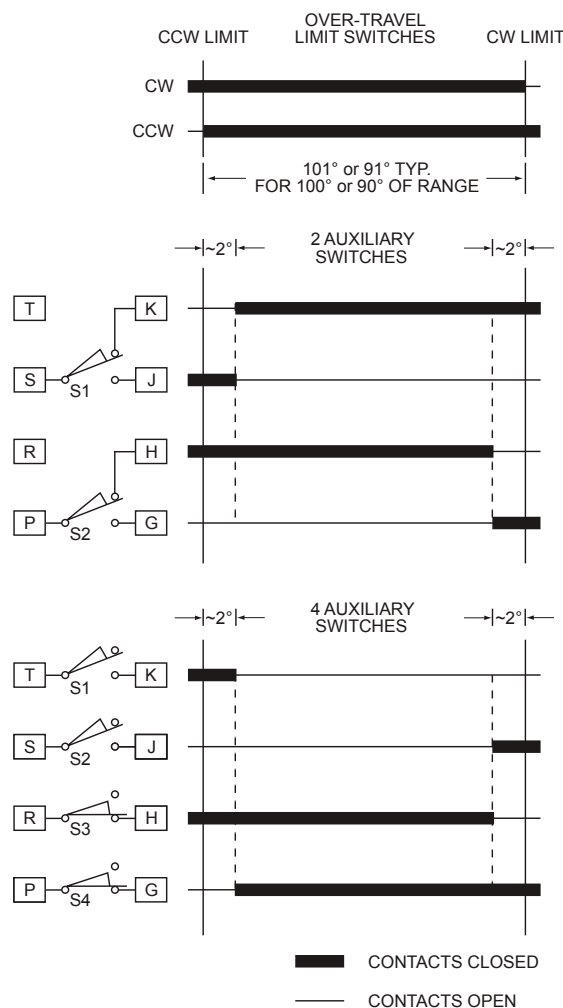 OVER-TRAVEL
CCW LIMIT LIMIT SWITCHES CW LIMIT
CW
CCW
101° or 91° TYP.
FOR 100° or 90° OF RANGE
~2° 2 AUXILIARY ~2°
SWITCHES
T K
S S1 J
R H
P S2 G
~2° 4 AUXILIARY ~2°
SWITCHES
T S1 K
S S2 J
R S3 H
P S4 G
CONTACTS CLOSED
CONTACTS OPEN